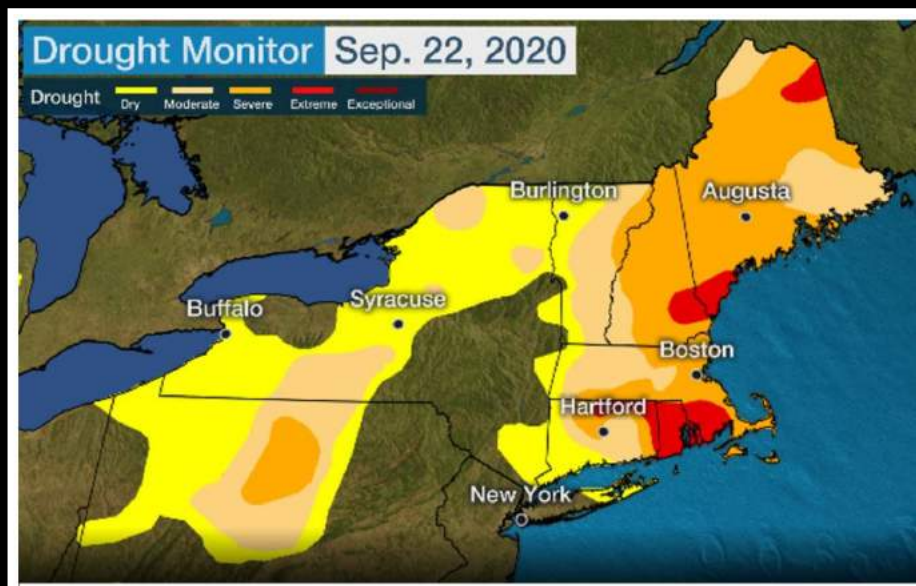 Drought Monitor Sep. 22, 2020
Drought Dry Moderate Severe Extreme Exceptional
Burlington
Augusta
Buffalo
Syracuse
Boston
Hartford
New York